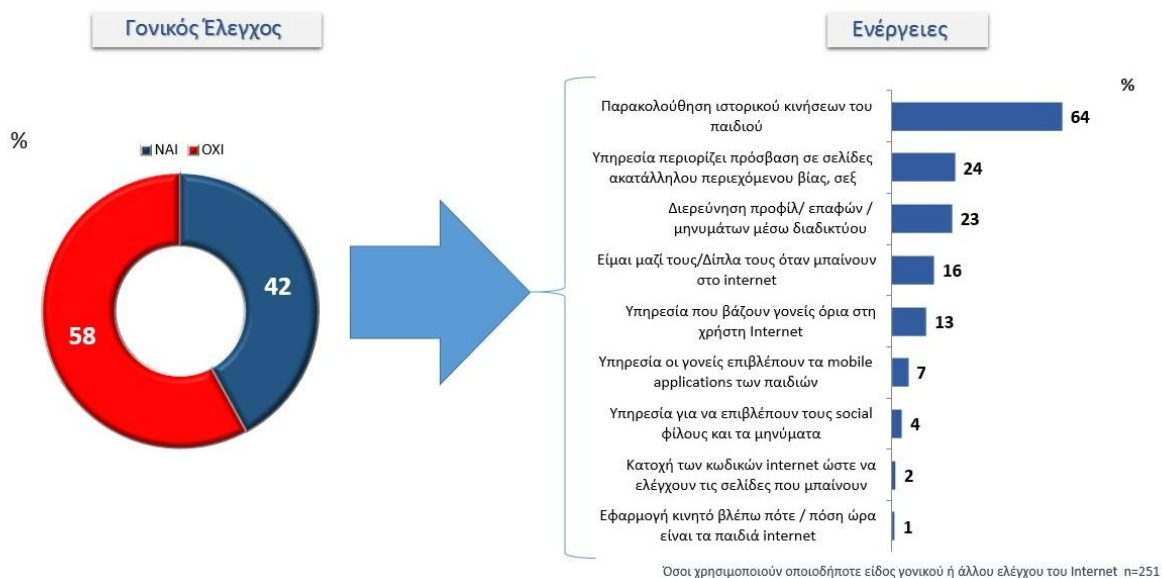 Γονικός Έλεγχος
%
ΝΑΙ ΟΧΙ
42
58
Ενέργειες
%
Παρακολούθηση ιστορικού κινήσεων του
παιδιού
64
Υπηρεσία περιορίζει πρόσβαση σε σελίδες
ακατάλληλου περιεχόμενου βίας, σεξ
24
Διερεύνηση προφίλ/ επαφών /
μηνυμάτων μέσω διαδικτύου
23
Είμαι μαζί τους/Δίπλα τους όταν μπαίνουν
στο internet
16
Υπηρεσία που βάζουν γονείς όρια στη
χρήστη Internet
13
Υπηρεσία οι γονείς επιβλέπουν τα mobile
applications των παιδιών
7
Υπηρεσία για να επιβλέπουν τους social
φίλους και τα μηνύματα
4
Κατοχή των κωδικών internet ώστε να
ελέγχουν τις σελίδες που μπαίνουν
2
Εφαρμογή κινητό βλέπω πότε / πόση ώρα
είναι τα παιδιά internet
1
Όσοι χρησιμοποιούν οποιοδήποτε είδος γονικού ή άλλου ελέγχου του Internet n=251